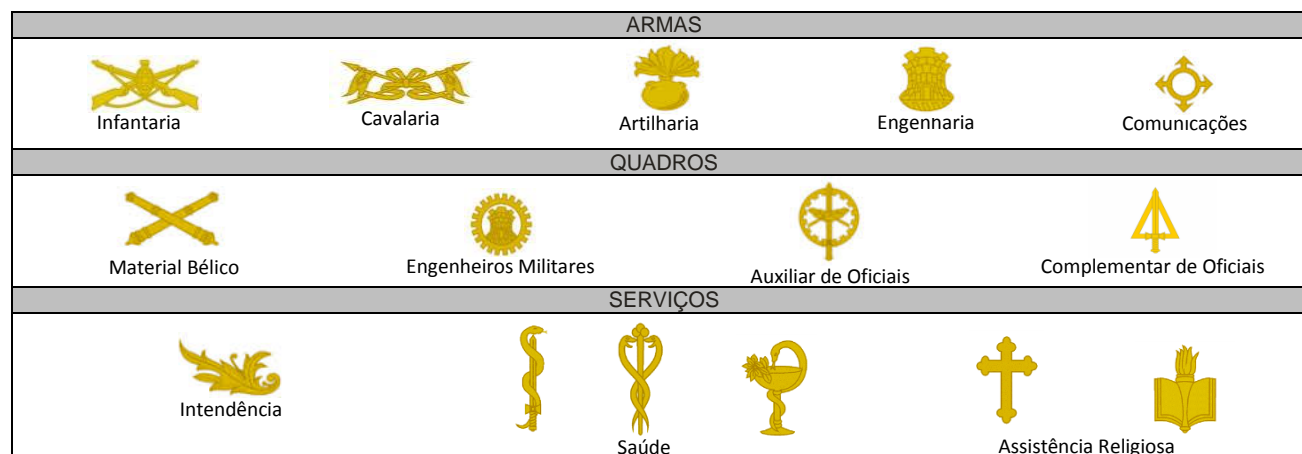 ARMAS
Infantaria
Cavalaria
Artilharia
Engennaria
Comunicações
QUADROS
Material Bélico
Engenheiros Militares
Auxiliar de Oficiais
Complementar de Oficiais
SERVIÇOS
Intendência
Saúde
Assistência Religiosa